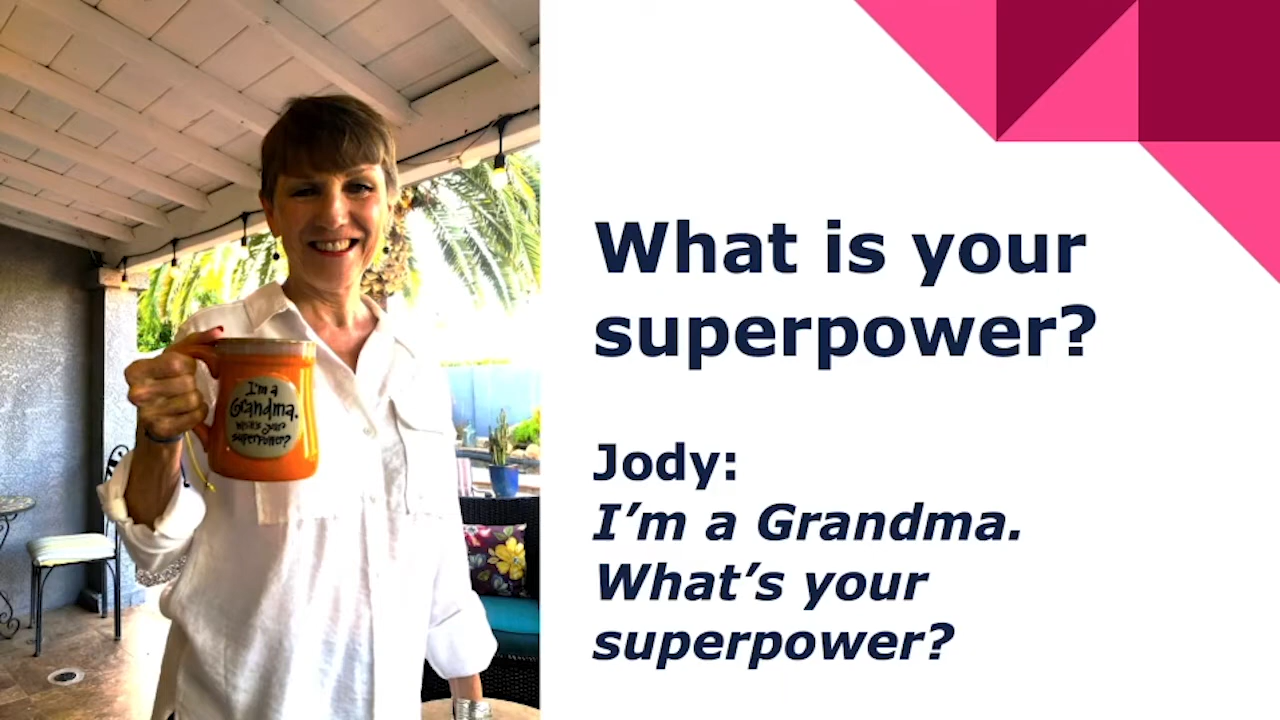 I'm a
Grandma.
What's your
superpower?
What is your
superpower?
Jody:
I’m a Grandma.
What’s your
superpower?